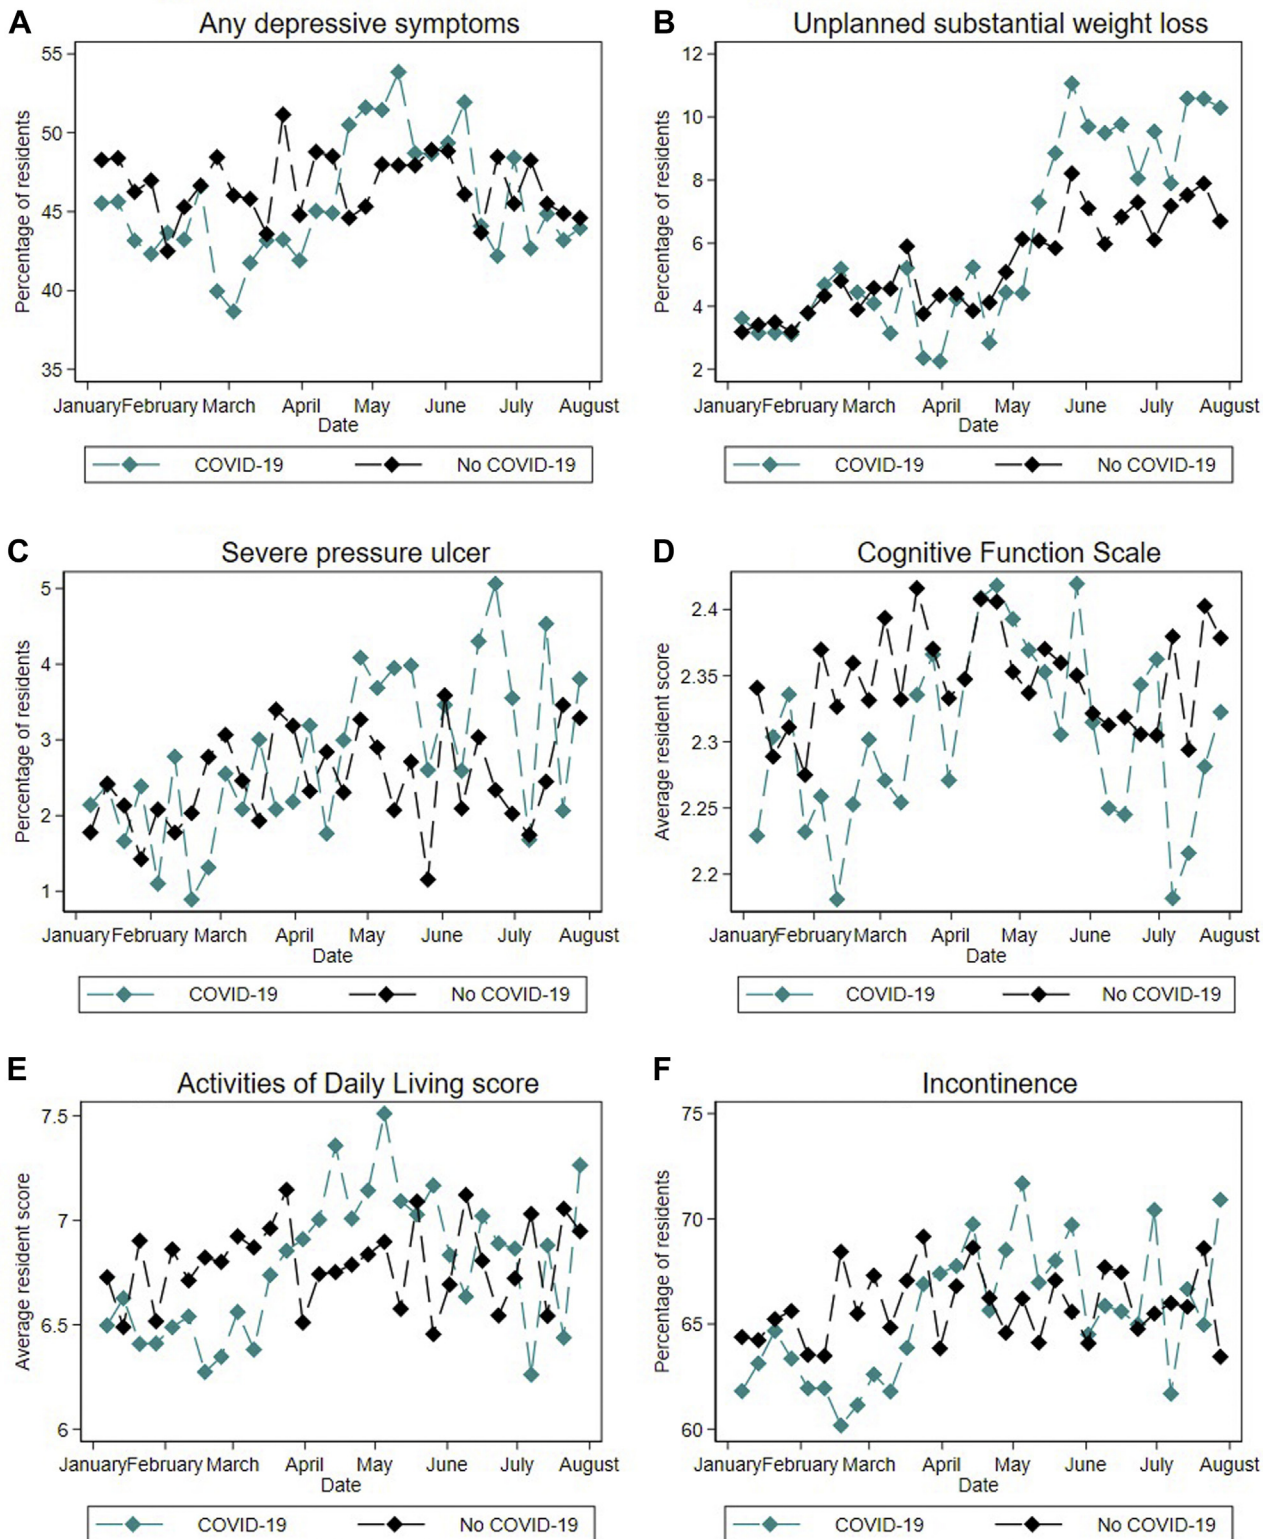 A Any depressive symptoms
55
50
45
40
35
Percentage of residents
January February March April May June July August
Date
COVID-19 No COVID-19
B Unplanned substantial weight loss
12
10
8
6
4
2
Percentage of residents
January February March April May June July August
Date
COVID-19 No COVID-19
C Severe pressure ulcer
5
4
3
2
1
Percentage of residents
January February March April May June July August
Date
COVID-19 No COVID-19
D Cognitive Function Scale
2.4
2.35
2.3
2.25
2.2
Average resident score
January February March April May June July August
Date
COVID-19 No COVID-19
E Activities of Daily Living score
7.5
7
6.5
6
Average resident score
January February March April May June July August
Date
COVID-19 No COVID-19
F Incontinence
75
70
65
60
Percentage of residents
January February March April May June July August
Date
COVID-19 No COVID-19